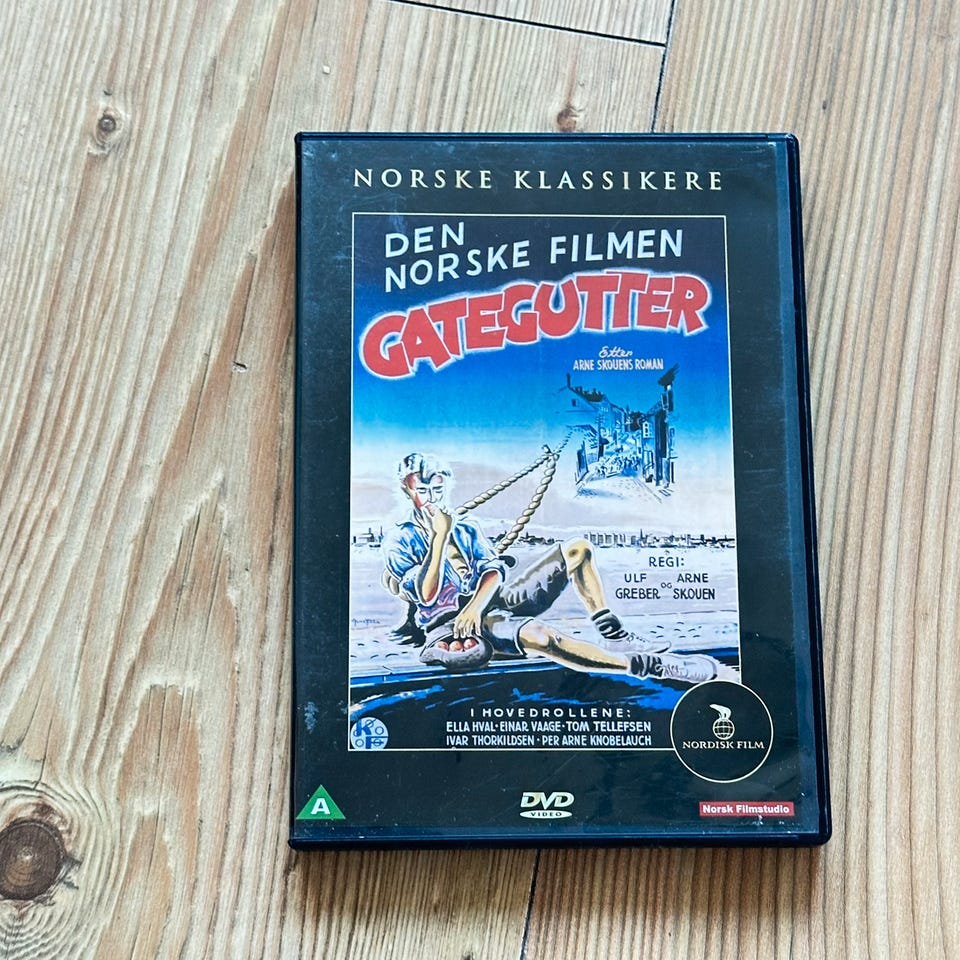 NORSKE KLASSIKERE
DEN
NORSKE FILMEN
GATEGUTTER
Etter
ARNE SKOUENS ROMAN
REGI:
ULF OG ARNE
GREBER SKOUEN
I HOVEDROLLENE:
ELLA HVAL · EINAR VAAGE · TOM TELLEFSEN
IVAR THORKILDSEN · PER ARNE KNOBELAUCH
NORDISK FILM
A
DVD
VIDEO
Norsk Filmstudio